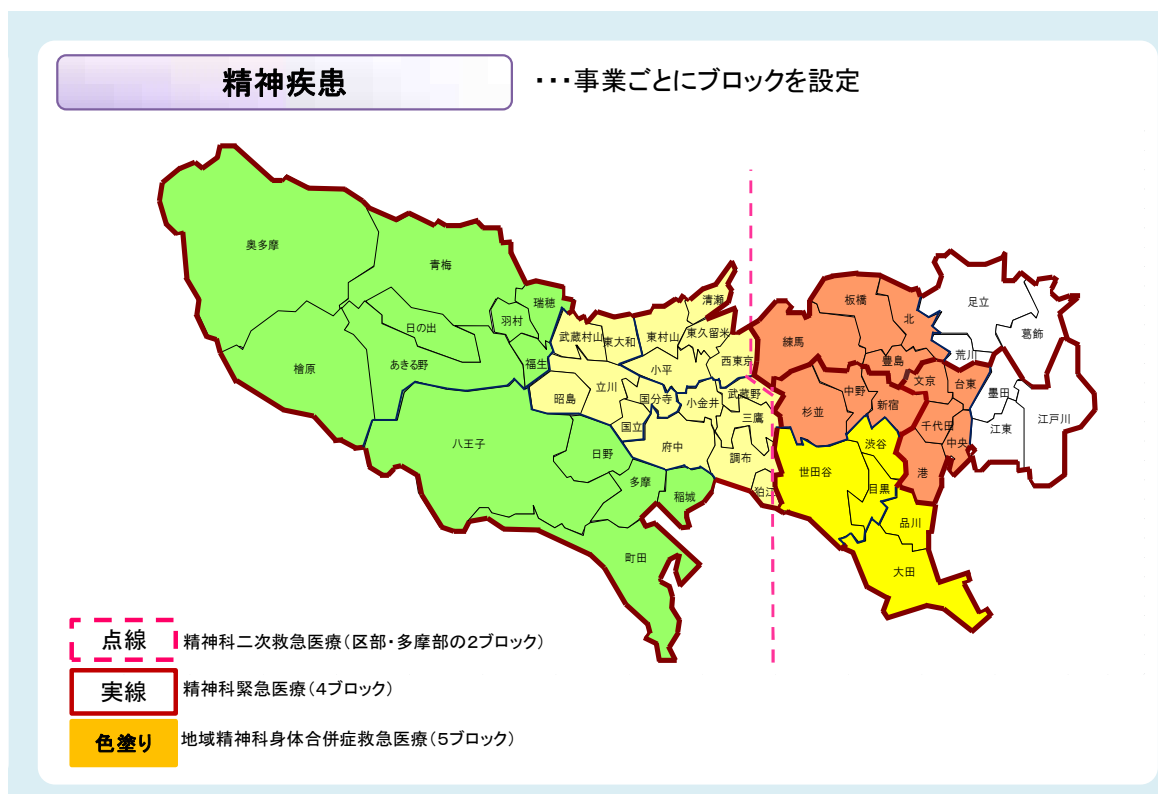 精神疾患
･･･事業ごとにブロックを設定
奥多摩
青梅
瑞穂
羽村
日の出
福生
檜原
あきる野
八王子
日野
多摩
稲城
町田
清瀬
武蔵村山
東大和
東村山
東久留米
西東京
小平
立川
昭島
国分寺
国立
小金井
武蔵野
三鷹
府中
調布
狛江
板橋
北
練馬
豊島
足立
葛飾
荒川
文京
台東
墨田
江戸川
江東
中野
杉並
新宿
千代田
中央
港
渋谷
世田谷
目黒
品川
大田
点線
精神科二次救急医療(区部・多摩部の2ブロック)
実線
精神科緊急医療(4ブロック)
色塗り
地域精神科身体合併症救急医療(5ブロック)